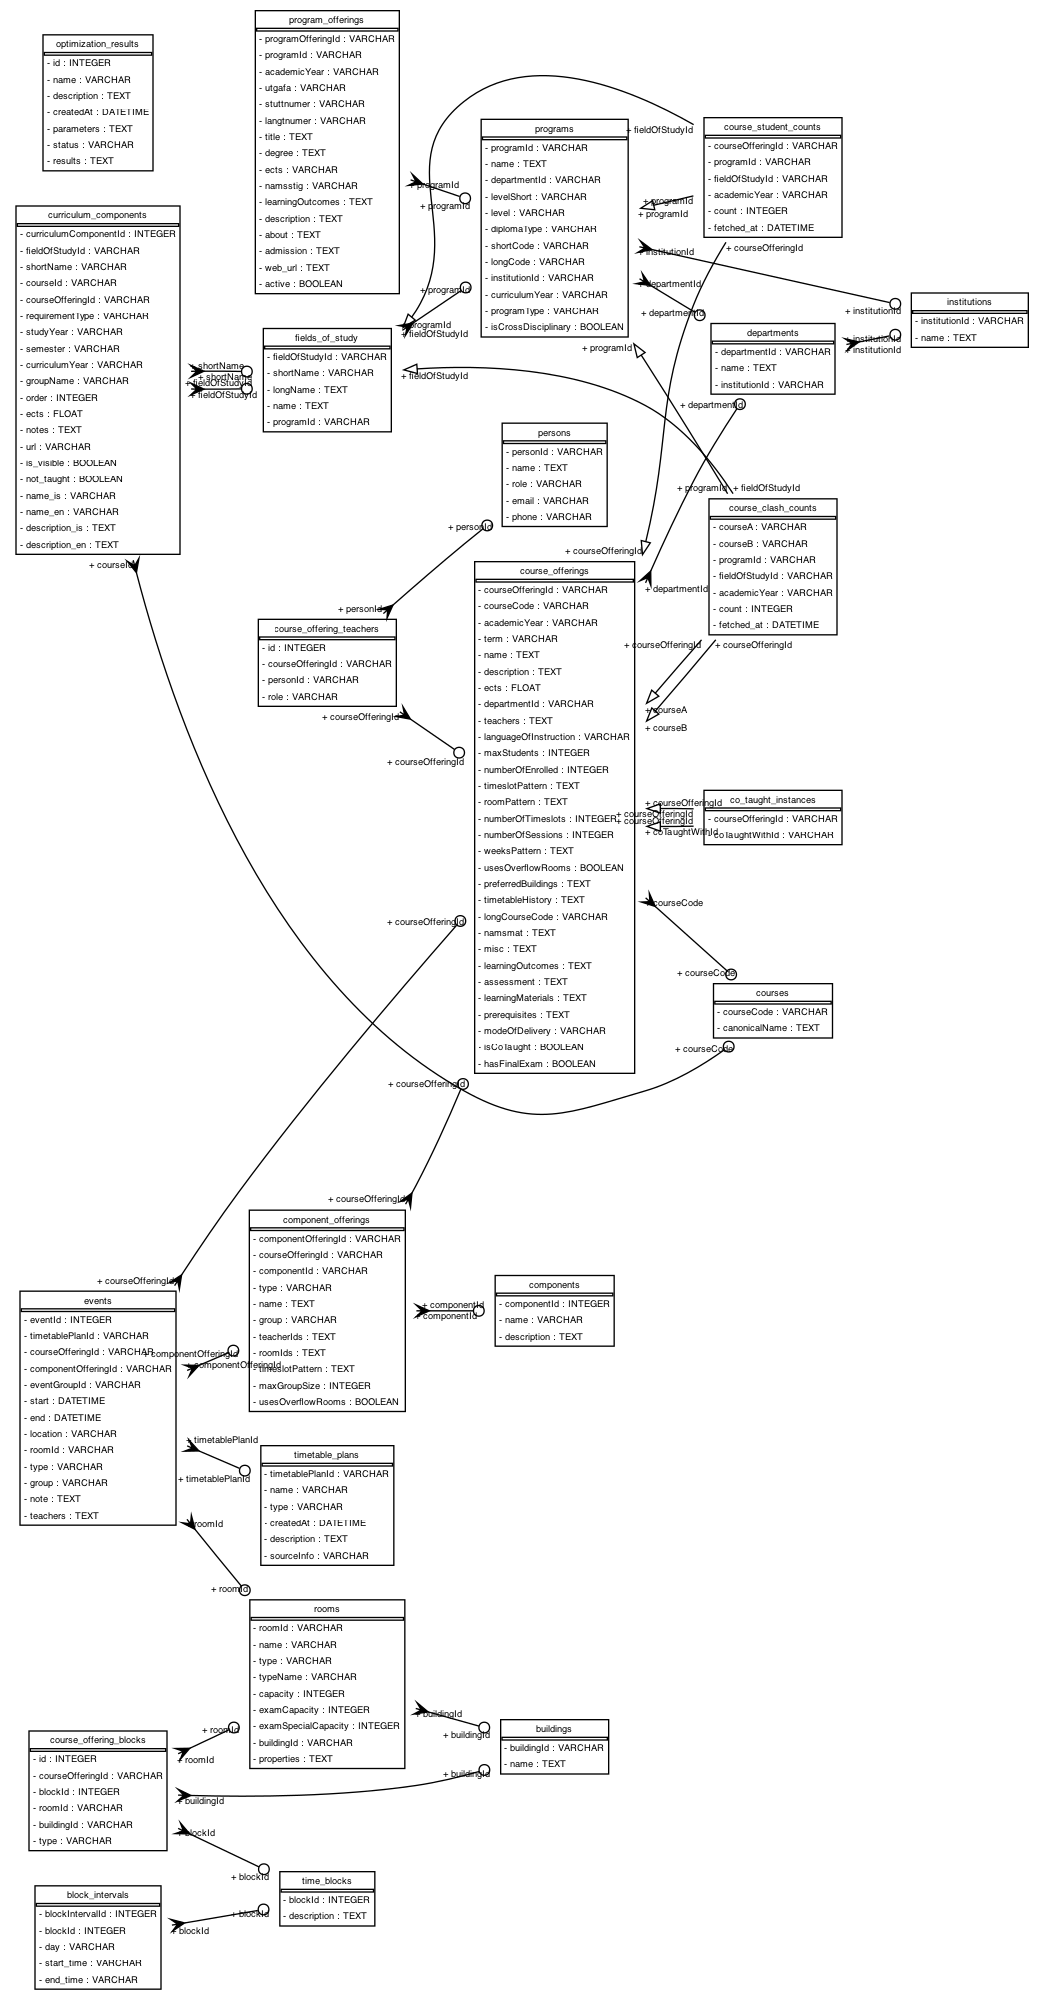 optimization_results
- id : INTEGER
- name : VARCHAR
- description : TEXT
- createdAt : DATETIME
- parameters : TEXT
- status : VARCHAR
- results : TEXT
program_offerings
- programOfferingId : VARCHAR
- programId : VARCHAR
- academicYear : VARCHAR
- utgafa : VARCHAR
- stuttnumer : VARCHAR
- langtnumer : VARCHAR
- title : TEXT
- degree : TEXT
- ects : VARCHAR
- namsstig : VARCHAR
- learningOutcomes : TEXT
- description : TEXT
- about : TEXT
- admission : TEXT
- web_url : TEXT
- active : BOOLEAN
programs
- programId : VARCHAR
- name : TEXT
- departmentId : VARCHAR
- levelShort : VARCHAR
- level : VARCHAR
- diplomaType : VARCHAR
- shortCode : VARCHAR
- longCode : VARCHAR
- institutionId : VARCHAR
- curriculumYear : VARCHAR
- programType : VARCHAR
- isCrossDisciplinary : BOOLEAN
course_student_counts
- courseOfferingId : VARCHAR
- programId : VARCHAR
- fieldOfStudyId : VARCHAR
- academicYear : VARCHAR
- count : INTEGER
- fetched_at : DATETIME
+ fieldOfStudyId
+ programId
+ programId
+ programId
+ programId
+ courseOfferingId
+ institutionId
+ institutionId
+ departmentId
+ departmentId
+ programId
+ programId
+ fieldOfStudyId
+ programId
+ fieldOfStudyId
institutions
- institutionId : VARCHAR
- name : TEXT
departments
- departmentId : VARCHAR
- name : TEXT
- institutionId : VARCHAR
+ institutionId
+ institutionId
+ departmentId
curriculum_components
- curriculumComponentId : INTEGER
- fieldOfStudyId : VARCHAR
- shortName : VARCHAR
- courseId : VARCHAR
- courseOfferingId : VARCHAR
- requirementType : VARCHAR
- studyYear : VARCHAR
- semester : VARCHAR
- curriculumYear : VARCHAR
- groupName : VARCHAR
- order : INTEGER
- ects : FLOAT
- notes : TEXT
- url : VARCHAR
- is_visible : BOOLEAN
- not_taught : BOOLEAN
- name_is : VARCHAR
- name_en : VARCHAR
- description_is : TEXT
- description_en : TEXT
+ courseId
+ shortName
+ shortName
+ fieldOfStudyId
+ fieldOfStudyId
fields_of_study
- fieldOfStudyId : VARCHAR
- shortName : VARCHAR
- longName : TEXT
- name : TEXT
- programId : VARCHAR
persons
- personId : VARCHAR
- name : TEXT
- role : VARCHAR
- email : VARCHAR
- phone : VARCHAR
+ personId
+ personId
course_offering_teachers
- id : INTEGER
- courseOfferingId : VARCHAR
- personId : VARCHAR
- role : VARCHAR
+ courseOfferingId
+ courseOfferingId
+ programId
+ fieldOfStudyId
course_clash_counts
- courseA : VARCHAR
- courseB : VARCHAR
- programId : VARCHAR
- fieldOfStudyId : VARCHAR
- academicYear : VARCHAR
- count : INTEGER
- fetched_at : DATETIME
+ courseOfferingId
+ departmentId
+ courseOfferingId
+ courseOfferingId
+ courseA
+ courseB
course_offerings
- courseOfferingId : VARCHAR
- courseCode : VARCHAR
- academicYear : VARCHAR
- term : VARCHAR
- name : TEXT
- description : TEXT
- ects : FLOAT
- departmentId : VARCHAR
- teachers : TEXT
- languageOfInstruction : VARCHAR
- maxStudents : INTEGER
- numberOfEnrolled : INTEGER
- timeslotPattern : TEXT
- roomPattern : TEXT
- numberOfTimeslots : INTEGER
- numberOfSessions : INTEGER
- weeksPattern : TEXT
- usesOverflowRooms : BOOLEAN
- preferredBuildings : TEXT
- timetableHistory : TEXT
- longCourseCode : VARCHAR
- namsmat : TEXT
- misc : TEXT
- learningOutcomes : TEXT
- assessment : TEXT
- learningMaterials : TEXT
- prerequisites : TEXT
- modeOfDelivery : VARCHAR
- isCoTaught : BOOLEAN
- hasFinalExam : BOOLEAN
+ courseOfferingId
+ courseOfferingId
+ courseOfferingId
+ coTaughtWithId
co_taught_instances
- courseOfferingId : VARCHAR
- coTaughtWithId : VARCHAR
+ courseCode
+ courseCode
courses
- courseCode : VARCHAR
- canonicalName : TEXT
+ courseCode
+ courseOfferingId
+ courseOfferingId
+ courseOfferingId
component_offerings
- componentOfferingId : VARCHAR
- courseOfferingId : VARCHAR
- componentId : VARCHAR
- type : VARCHAR
- name : TEXT
- group : VARCHAR
- teacherIds : TEXT
- roomIds : TEXT
- timeslotPattern : TEXT
- maxGroupSize : INTEGER
- usesOverflowRooms : BOOLEAN
+ componentId
+ componentId
components
- componentId : INTEGER
- name : VARCHAR
- description : TEXT
+ courseOfferingId
events
- eventId : INTEGER
- timetablePlanId : VARCHAR
- courseOfferingId : VARCHAR
- componentOfferingId : VARCHAR
- eventGroupId : VARCHAR
- start : DATETIME
- end : DATETIME
- location : VARCHAR
- roomId : VARCHAR
- type : VARCHAR
- group : VARCHAR
- note : TEXT
- teachers : TEXT
+ componentOfferingId
+ componentOfferingId
+ timetablePlanId
+ timetablePlanId
timetable_plans
- timetablePlanId : VARCHAR
- name : VARCHAR
- type : VARCHAR
- createdAt : DATETIME
- description : TEXT
- sourceInfo : VARCHAR
+ roomId
+ roomId
rooms
- roomId : VARCHAR
- name : VARCHAR
- type : VARCHAR
- typeName : VARCHAR
- capacity : INTEGER
- examCapacity : INTEGER
- examSpecialCapacity : INTEGER
- buildingId : VARCHAR
- properties : TEXT
+ buildingId
+ buildingId
buildings
- buildingId : VARCHAR
- name : TEXT
course_offering_blocks
- id : INTEGER
- courseOfferingId : VARCHAR
- blockId : INTEGER
- roomId : VARCHAR
- buildingId : VARCHAR
- type : VARCHAR
+ roomId
+ roomId
+ buildingId
+ buildingId
+ blockId
+ blockId
time_blocks
- blockId : INTEGER
- description : TEXT
block_intervals
- blockIntervalId : INTEGER
- blockId : INTEGER
- day : VARCHAR
- start_time : VARCHAR
- end_time : VARCHAR
+ blockId
+ blockId